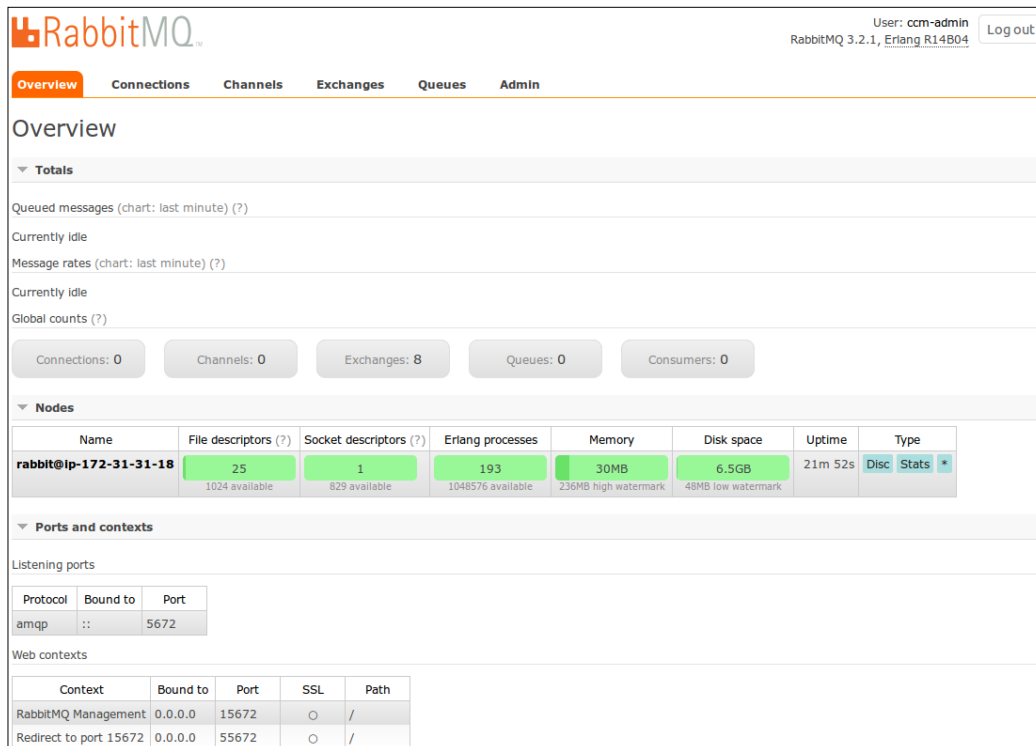 RabbitMQ
User: ccm-admin
RabbitMQ 3.2.1, Erlang R14B04
Log out
Overview Connections Channels Exchanges Queues Admin
Overview
Totals
Queued messages (chart: last minute) (?)
Currently idle
Message rates (chart: last minute) (?)
Currently idle
Global counts (?)
Connections: 0 Channels: 0 Exchanges: 8 Queues: 0 Consumers: 0
Nodes
Name File descriptors (?) Socket descriptors (?) Erlang processes Memory Disk space Uptime Type
rabbit@ip-172-31-31-18 25 1 193 30MB 6.5GB 21m 52s Disc Stats *
1024 available 829 available 1048576 available 236MB high watermark 48MB low watermark
Ports and contexts
Listening ports
Protocol Bound to Port
amqp :: 5672
Web contexts
Context Bound to Port SSL Path
RabbitMQ Management 0.0.0.0 15672 ○ /
Redirect to port 15672 0.0.0.0 55672 ○ /